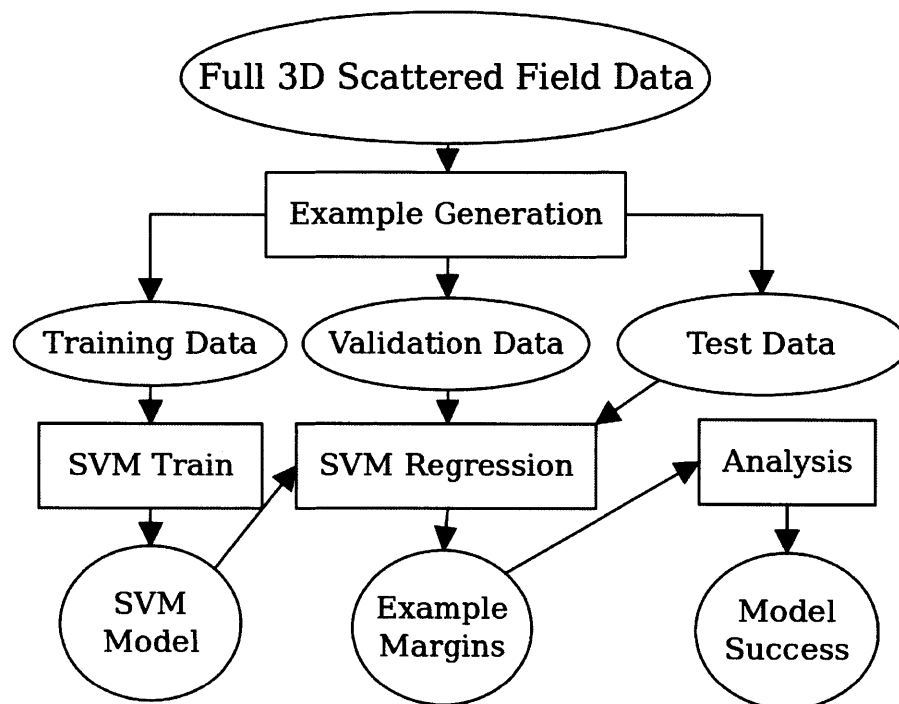 Full 3D Scattered Field Data
Example Generation
Training Data
Validation Data
Test Data
SVM Train
SVM Regression
Analysis
SVM
Model
Example
Margins
Model
Success